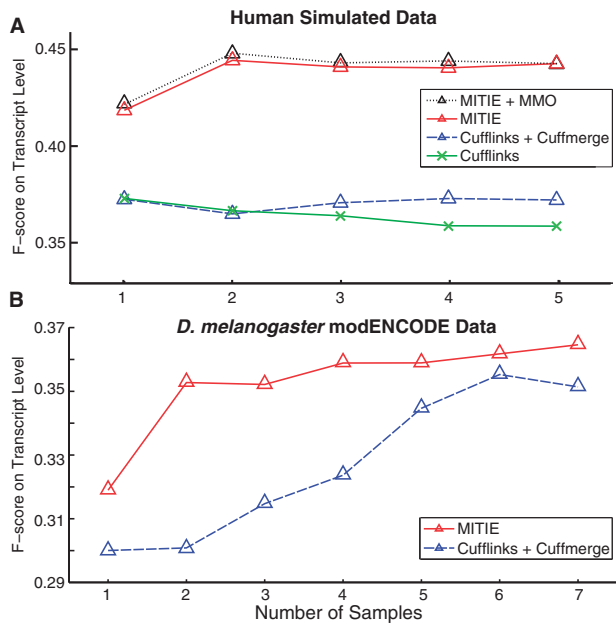 A
Human Simulated Data
0.45
0.40
0.35
F-score on Transcript Level
MITIE + MMO
MITIE
Cufflinks + Cuffmerge
Cufflinks
1 2 3 4 5
B
D. melanogaster modENCODE Data
0.37
0.35
0.33
0.31
0.29
F-score on Transcript Level
MITIE
Cufflinks + Cuffmerge
1 2 3 4 5 6 7
Number of Samples